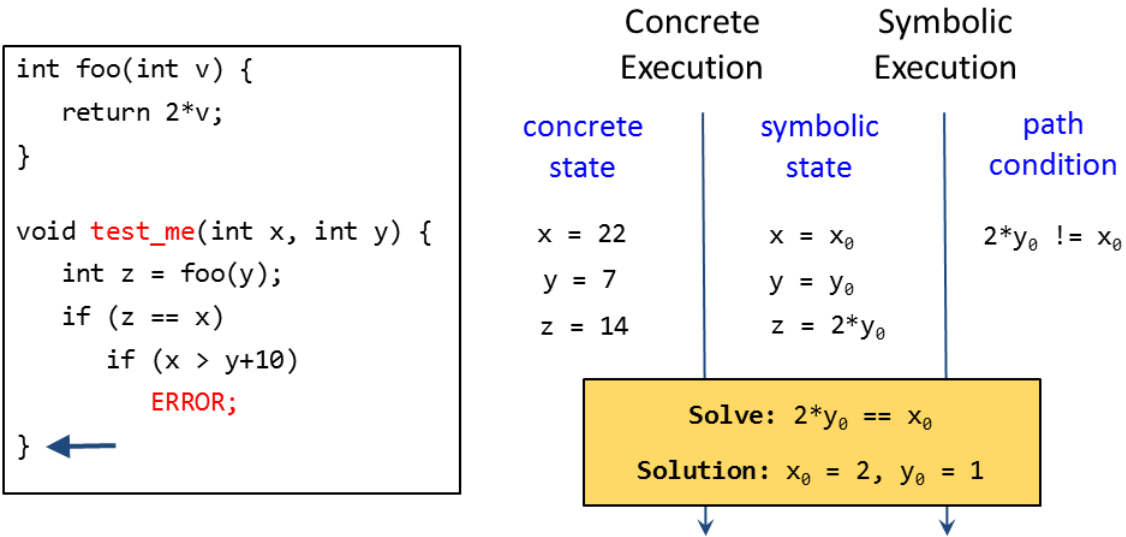 int foo(int v) {
return 2*v;
}
void test_me(int x, int y) {
int z = foo(y);
if (z == x)
if (x > y+10)
ERROR;
}
Concrete
Execution
Symbolic
Execution
concrete
state
symbolic
state
path
condition
x = 22
y = 7
z = 14
x = x₀
y = y₀
z = 2*y₀
2*y₀ != x₀
Solve: 2*y₀ == x₀
Solution: x₀ = 2, y₀ = 1